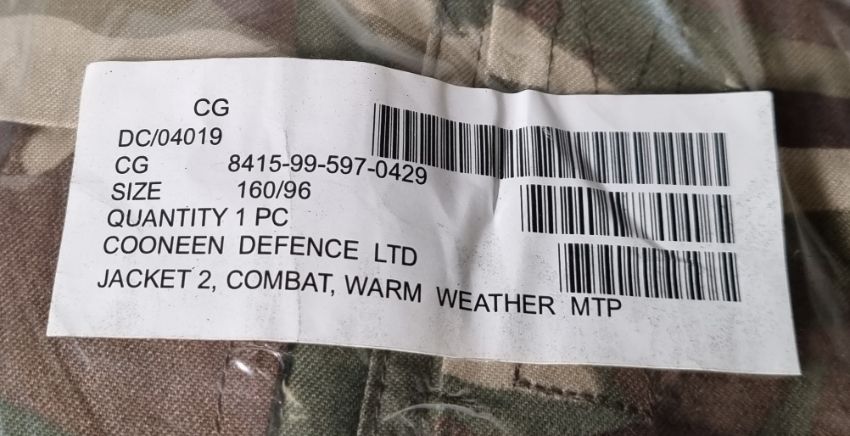 CG
DC/04019
CG 8415-99-597-0429
SIZE 160/96
QUANTITY 1 PC
COONEEN DEFENCE LTD
JACKET 2, COMBAT, WARM WEATHER MTP